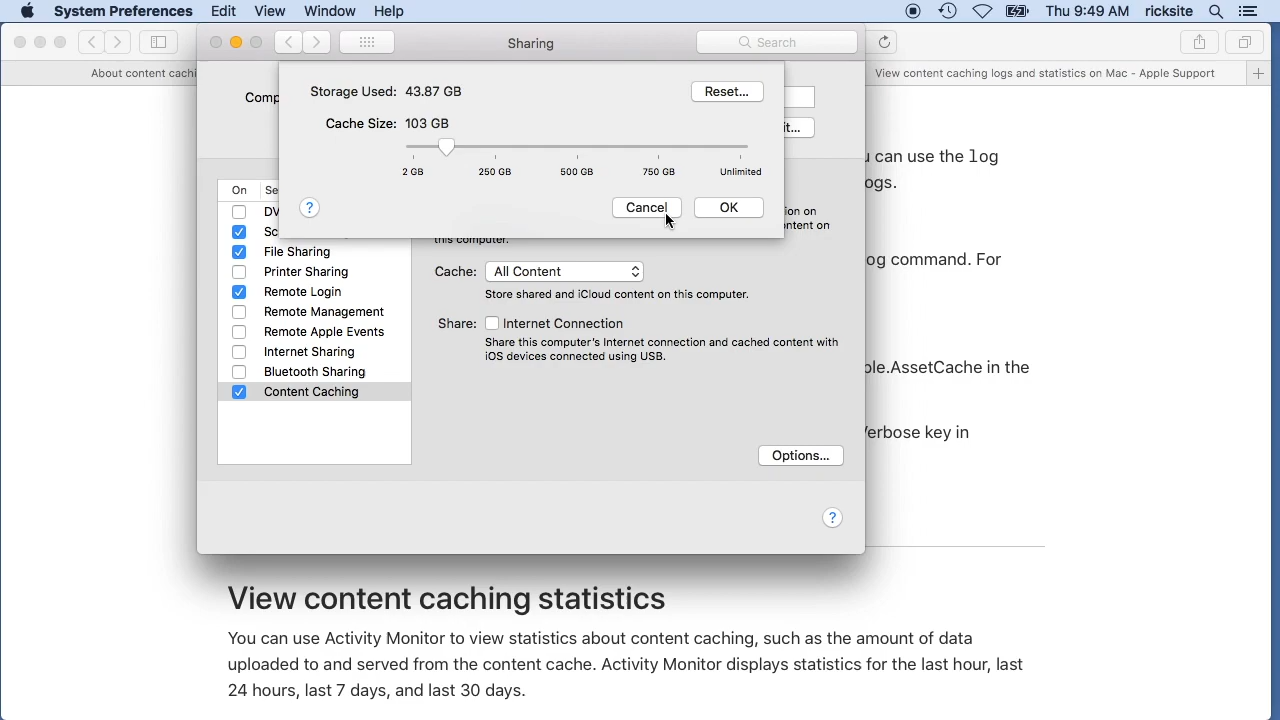 System Preferences Edit View Window Help Thu 9:49 AM ricksite
Sharing Search
About content cachi View content caching logs and statistics on Mac - Apple Support
Storage Used: 43.87 GB Reset...
Comp
Cache Size: 103 GB
it...
2 GB 250 GB 500 GB 750 GB Unlimited
u can use the log
ogs.
Cancel OK
?
On Se
DV
ion on
ntent on
Sc
this computer.
File Sharing
og command. For
Printer Sharing
Cache: All Content
Remote Login
Store shared and iCloud content on this computer.
Remote Management
Share: Internet Connection
Remote Apple Events
Share this computer's Internet connection and cached content with
iOS devices connected using USB.
Internet Sharing
Bluetooth Sharing
ple.AssetCache in the
Content Caching
Verbose key in
Options...
?
View content caching statistics
You can use Activity Monitor to view statistics about content caching, such as the amount of data
uploaded to and served from the content cache. Activity Monitor displays statistics for the last hour, last
24 hours, last 7 days, and last 30 days.